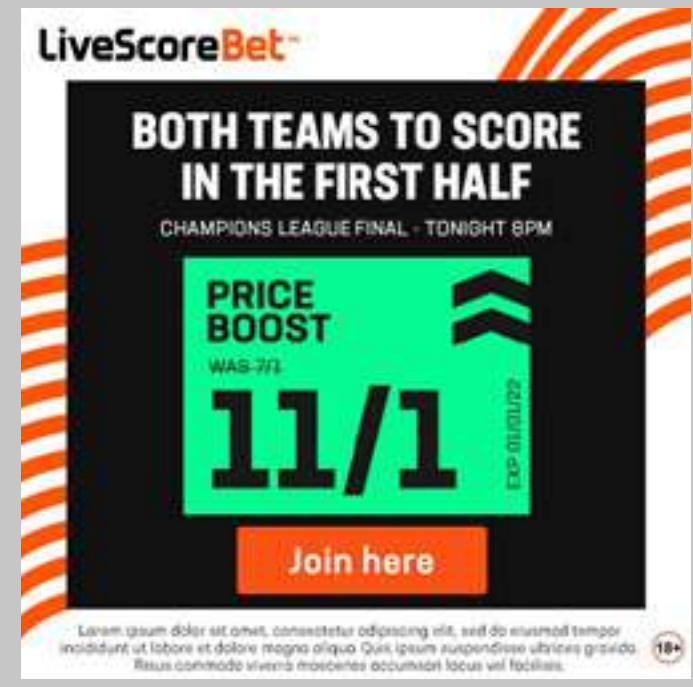 LiveScoreBet™
BOTH TEAMS TO SCORE
IN THE FIRST HALF
CHAMPIONS LEAGUE FINAL - TONIGHT 8PM
PRICE
BOOST
WAS 7/1
11/1
EXP 01/01/22
Join here
Lorem ipsum dolor sit amet, consectetur adipiscing elit, sed do eiusmod tempor
incididunt ut labore et dolore magna aliqua. Quis ipsum suspendisse ultrices gravida.
Risus commodo viverra maecenas accumsan lacus vel facilisis.
18+